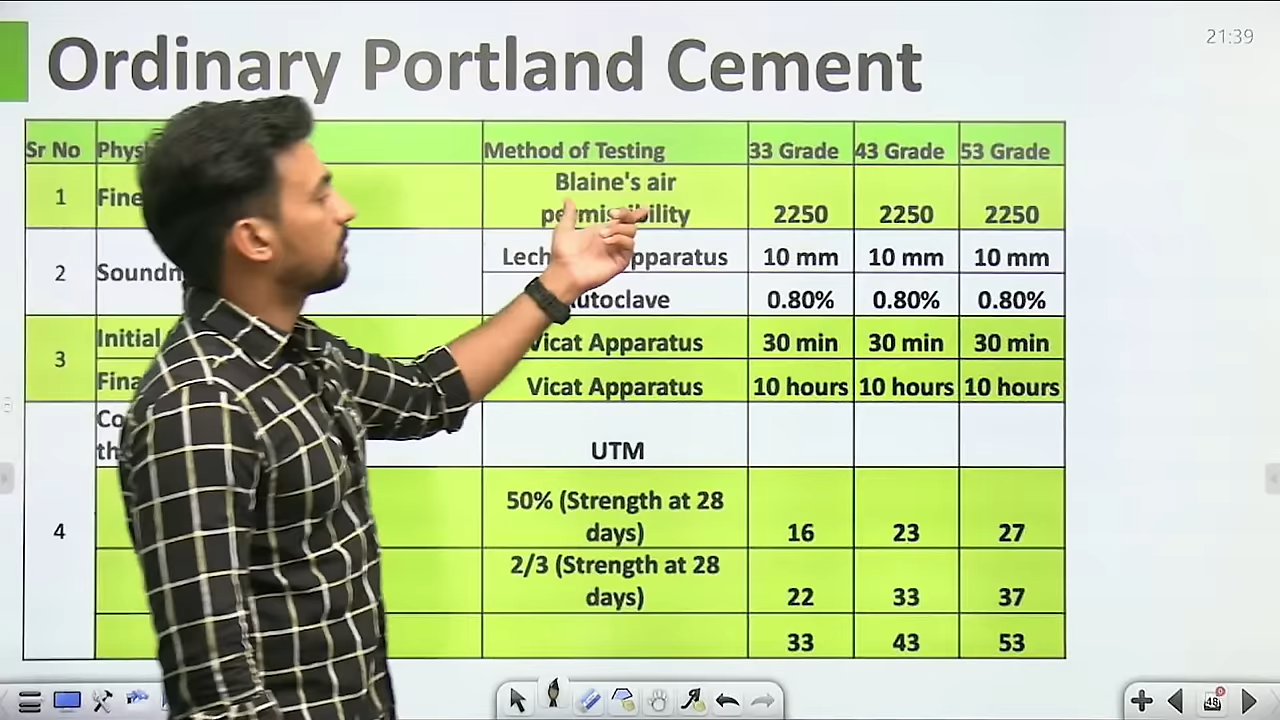 21:39
Ordinary Portland Cement
Sr No Method of Testing 33 Grade 43 Grade 53 Grade
1 Blaine's air
2250 2250 2250
2 10 mm 10 mm 10 mm
0.80% 0.80% 0.80%
3 Initial Vicat Apparatus 30 min 30 min 30 min
Vicat Apparatus 10 hours 10 hours 10 hours
UTM
4 50% (Strength at 28
days) 16 23 27
2/3 (Strength at 28
days) 22 33 37
33 43 53